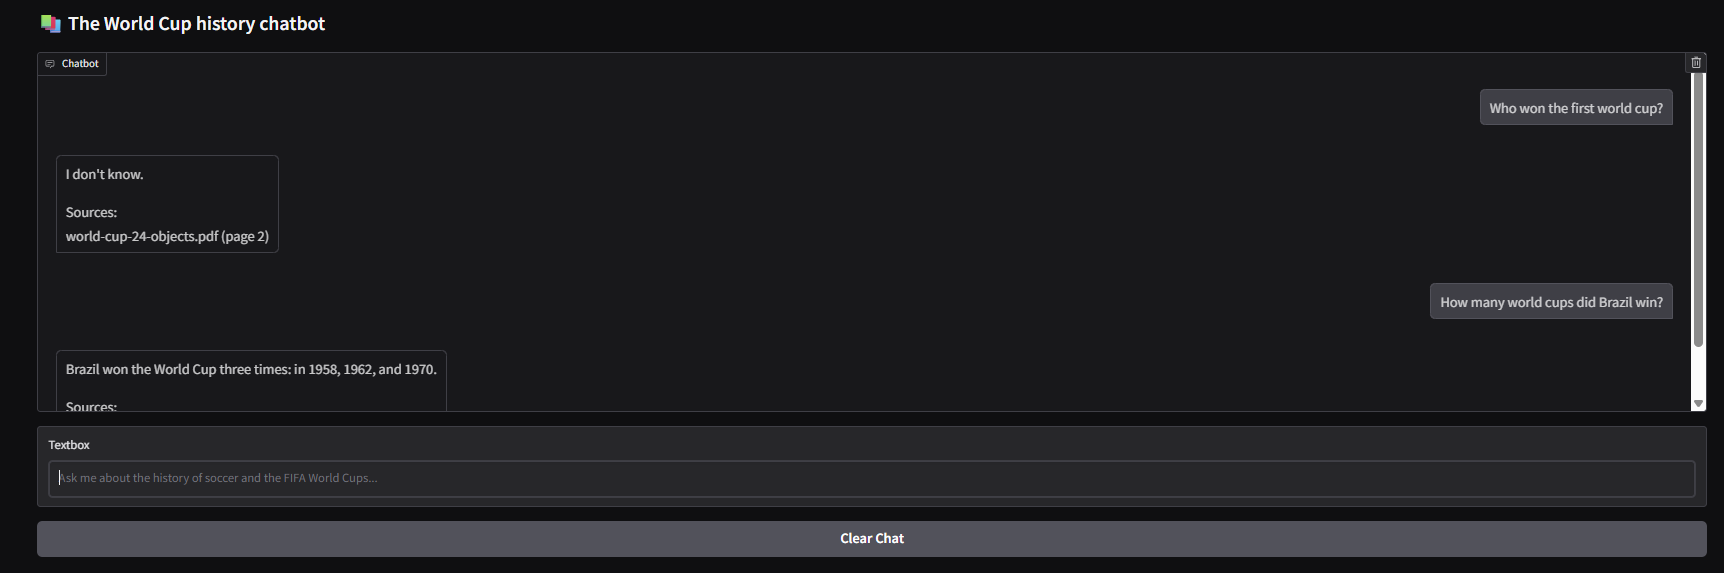 The World Cup history chatbot
Chatbot
Who won the first world cup?
I don't know.
Sources:
world-cup-24-objects.pdf (page 2)
How many world cups did Brazil win?
Brazil won the World Cup three times: in 1958, 1962, and 1970.
Sources:
Textbox
Ask me about the history of soccer and the FIFA World Cups...
Clear Chat